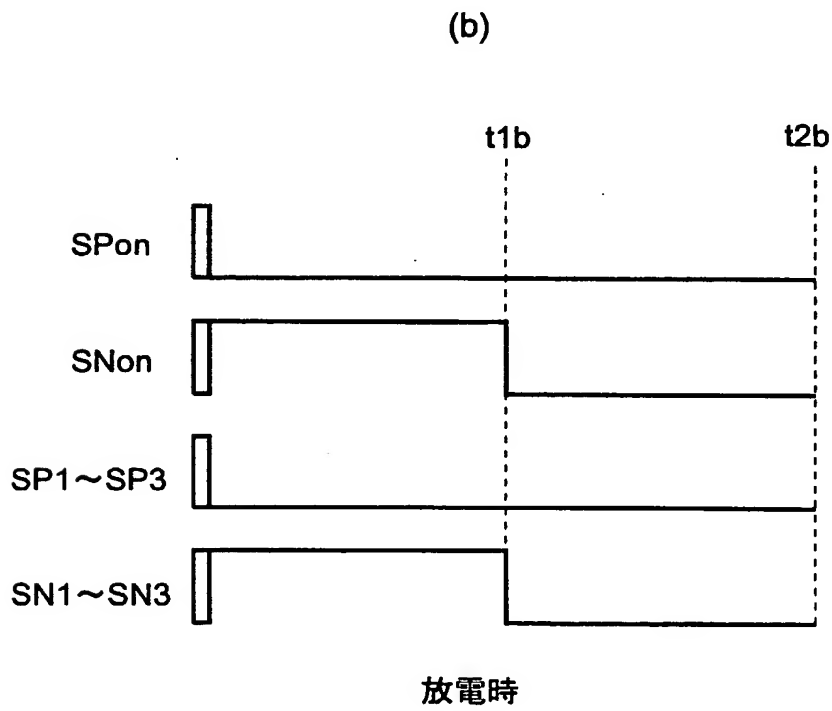 (b)
t1b t2b
SPon
SNon
SP1～SP3
SN1～SN3
放電時